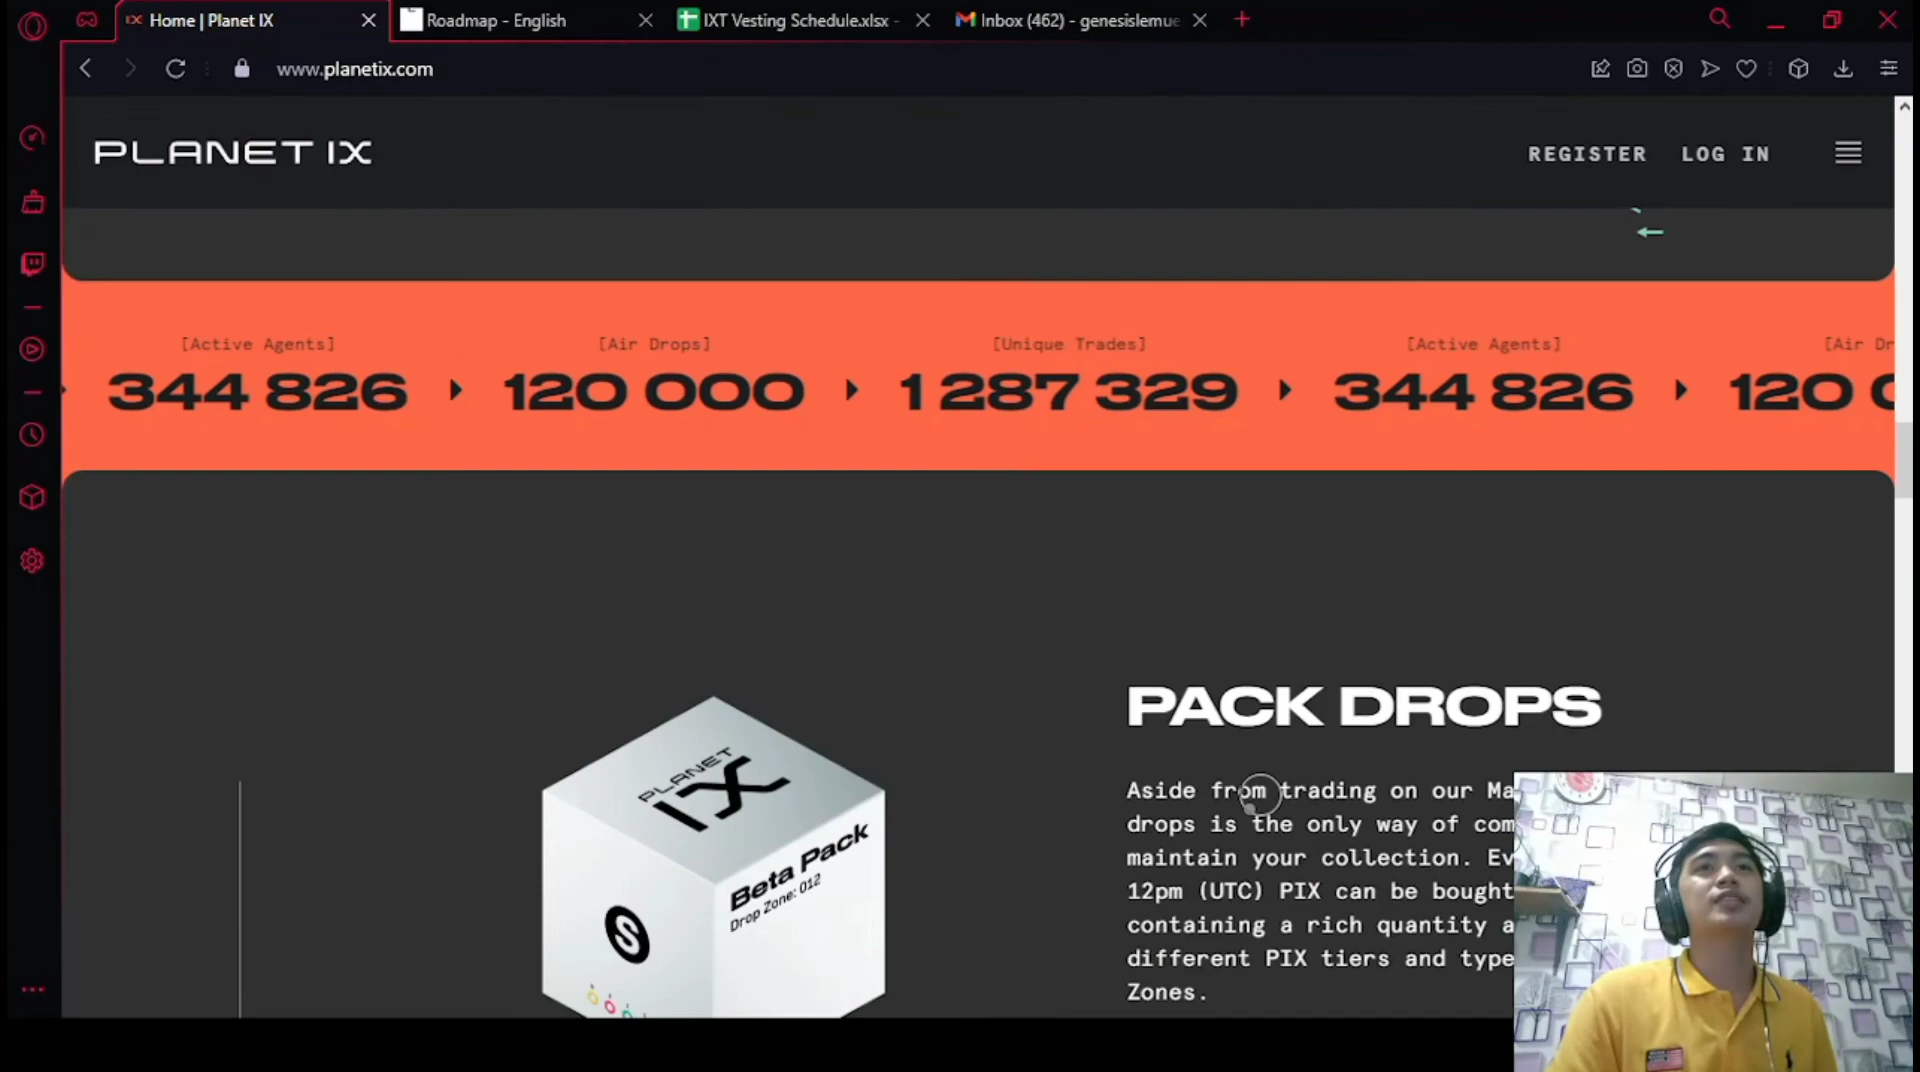 Home | Planet IX
Roadmap - English
IXT Vesting Schedule.xlsx -
Inbox (462) - genesislemue
www.planetix.com
PLANET IX
REGISTER
LOG IN
[Active Agents]
[Air Drops]
[Unique Trades]
[Active Agents]
[Air Dr
344 826
120 000
1 287 329
344 826
120 0
PACK DROPS
PLANET
IX
Beta Pack
Drop Zone: 012
S
Aside from trading on our Ma
drops is the only way of com
maintain your collection. Ev
12pm (UTC) PIX can be bought
containing a rich quantity a
different PIX tiers and type
Zones.